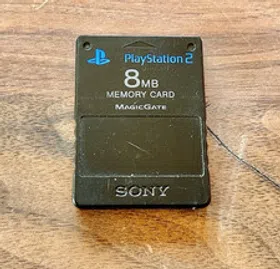 PlayStation 2
8MB
MEMORY CARD
MAGICGATE
SONY